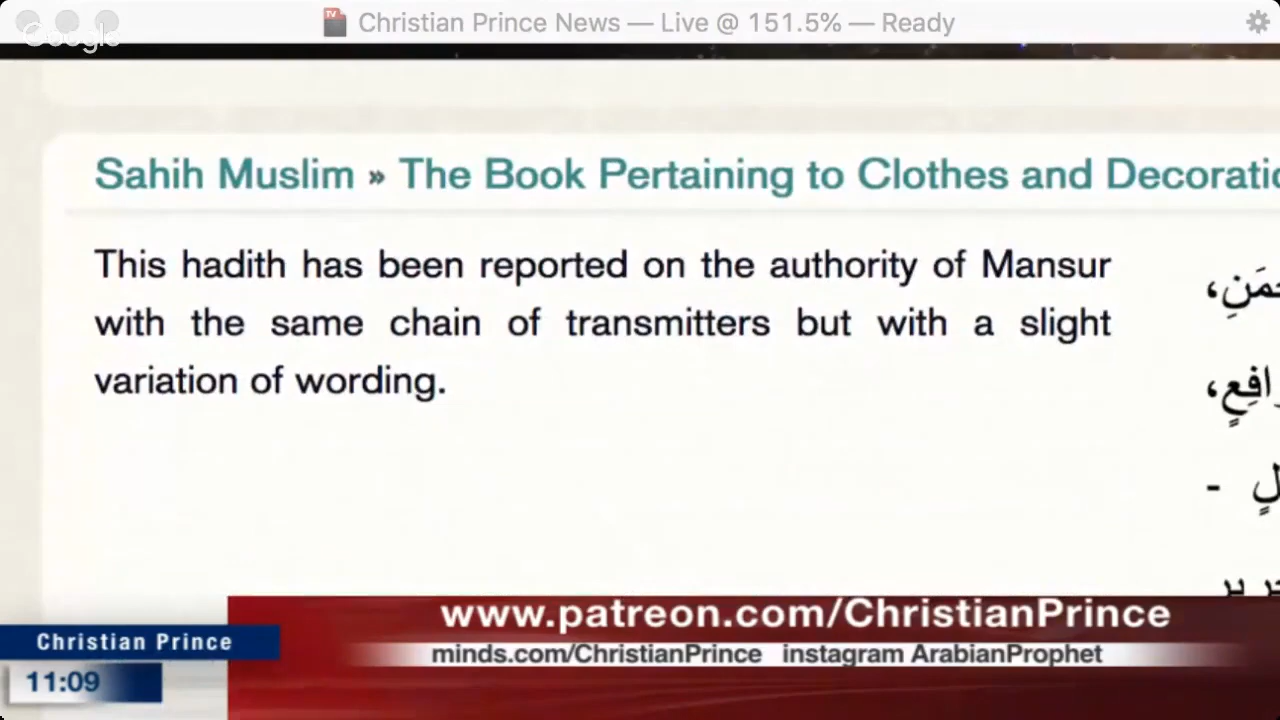 Christian Prince News — Live @ 151.5% — Ready
Google
Sahih Muslim » The Book Pertaining to Clothes and
This hadith has been reported on the authority of Mansur
with the same chain of transmitters but with a slight
variation of wording.
www.patreon.com/ChristianPrince
minds.com/ChristianPrince instagram ArabianProphet
Christian Prince
11:09